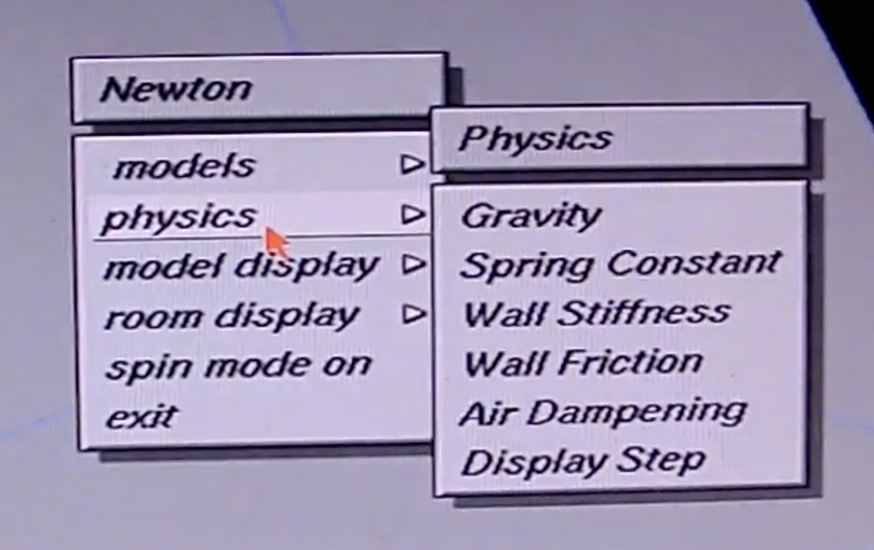 Newton
models
physics
model display
room display
spin mode on
exit
Physics
Gravity
Spring Constant
Wall Stiffness
Wall Friction
Air Dampening
Display Step